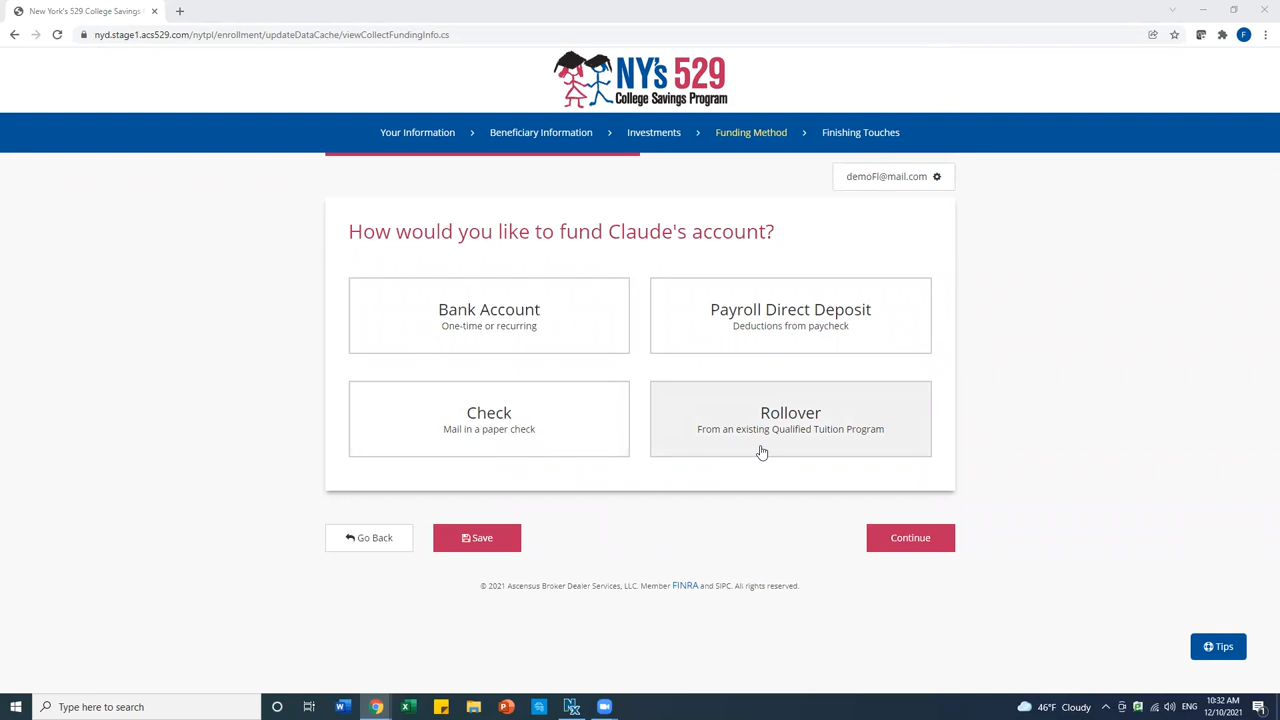 New York's 529 College Savings
nyd.stage1.acs529.com/nytpl/enrollment/updateDataCache/viewCollectFundingInfo.cs
F
NY's 529
College Savings Program
Your Information
Beneficiary Information
Investments
Funding Method
Finishing Touches
demoFl@mail.com
How would you like to fund Claude's account?
Bank Account
One-time or recurring
Payroll Direct Deposit
Deductions from paycheck
Check
Mail in a paper check
Rollover
From an existing Qualified Tuition Program
Go Back
Save
Continue
© 2021 Ascensus Broker Dealer Services, LLC. Member FINRA and SIPC. All rights reserved.
Tips
Type here to search
46°F Cloudy
ENG
10:32 AM
12/10/2021